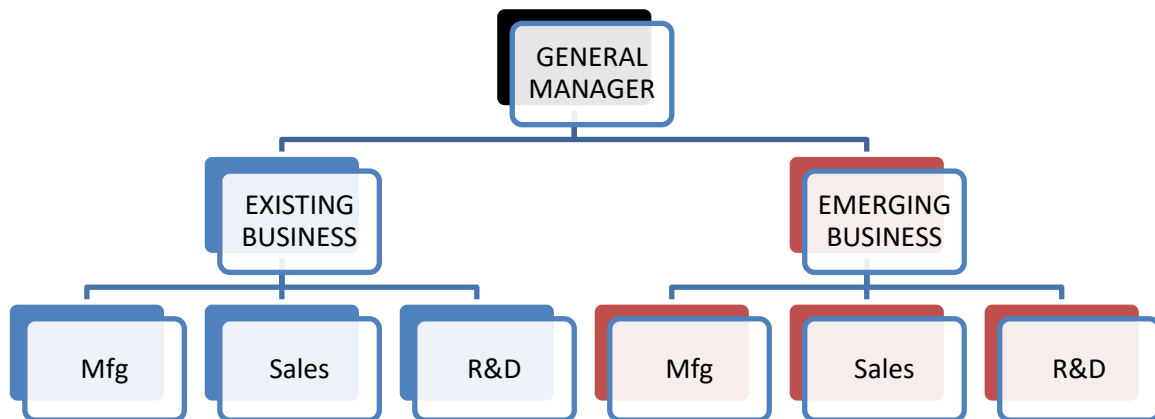 GENERAL
MANAGER
EXISTING
BUSINESS
EMERGING
BUSINESS
Mfg
Sales
R&D
Mfg
Sales
R&D